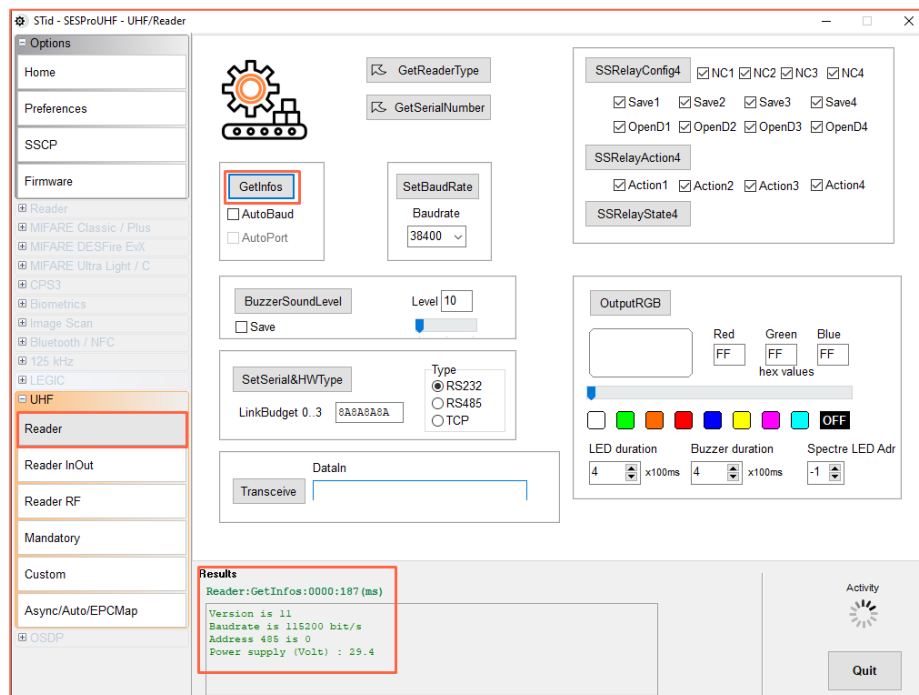 STid - SESProUHF - UHF/Reader
Options
Home
Preferences
SSCP
Firmware
Reader
MIFARE Classic / Plus
MIFARE DESFire EvX
MIFARE Ultra Light / C
CPS3
Biometrics
Image Scan
Bluetooth / NFC
125 kHz
LEGIC
UHF
Reader
Reader InOut
Reader RF
Mandatory
Custom
Async/Auto/EPCMap
OSDP
GetReaderType
GetSerialNumber
GetInfos
AutoBaud
AutoPort
SetBaudRate
Baudrate
38400
BuzzerSoundLevel
Level 10
Save
SetSerial&HWType
LinkBudget 0..3 8A8A8A8A
Type
RS232
RS485
TCP
DataIn
Transceive
SSRelayConfig4 NC1 NC2 NC3 NC4
Save1 Save2 Save3 Save4
OpenD1 OpenD2 OpenD3 OpenD4
SSRelayAction4
Action1 Action2 Action3 Action4
SSRelayState4
OutputRGB
Red Green Blue
FF FF FF
hex values
OFF
LED duration Buzzer duration Spectre LED Adr
4 x100ms 4 x100ms -1
Results
Reader:GetInfos:0000:187(ms)
Version is 11
Baudrate is 115200 bit/s
Address 485 is 0
Power supply (Volt) : 29.4
Activity
Quit